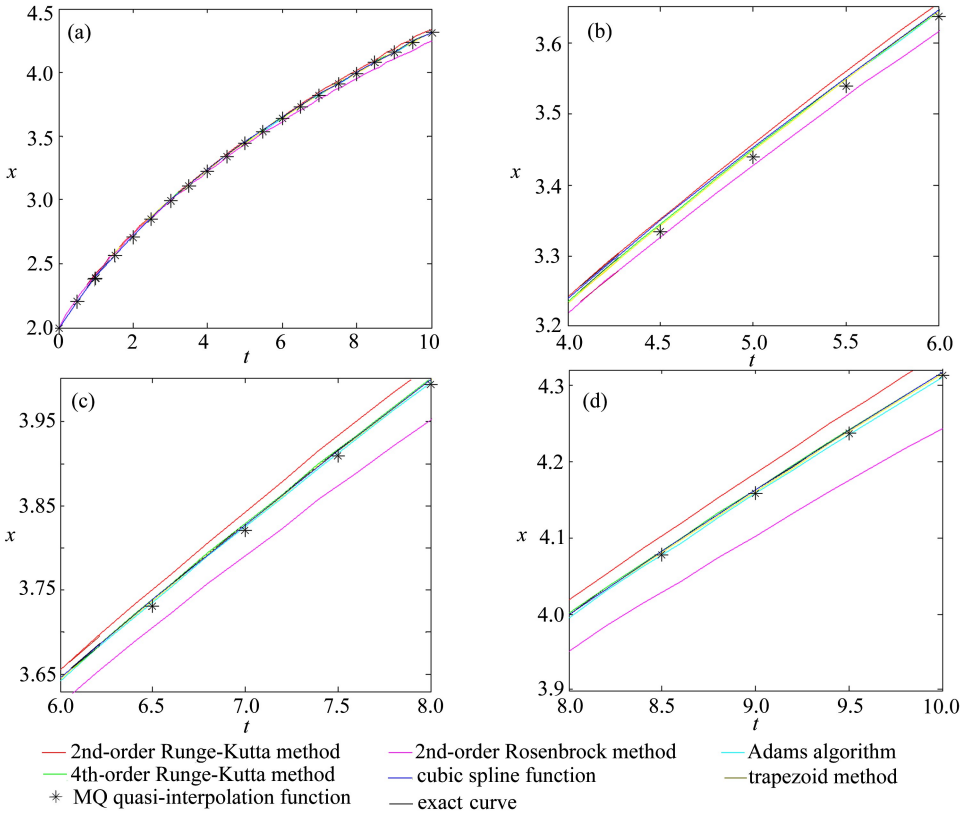 (a)
4.5
4.0
3.5
3.0
2.5
2.0
x
0 2 4 6 8 10
t
(b)
3.6
3.5
3.4
3.3
3.2
x
4.0 4.5 5.0 5.5 6.0
t
(c)
3.95
3.85
3.75
3.65
x
6.0 6.5 7.0 7.5 8.0
t
(d)
4.3
4.2
4.1
4.0
3.9
x
8.0 8.5 9.0 9.5 10.0
t
2nd-order Runge-Kutta method 2nd-order Rosenbrock method Adams algorithm
4th-order Runge-Kutta method cubic spline function trapezoid method
MQ quasi-interpolation function exact curve